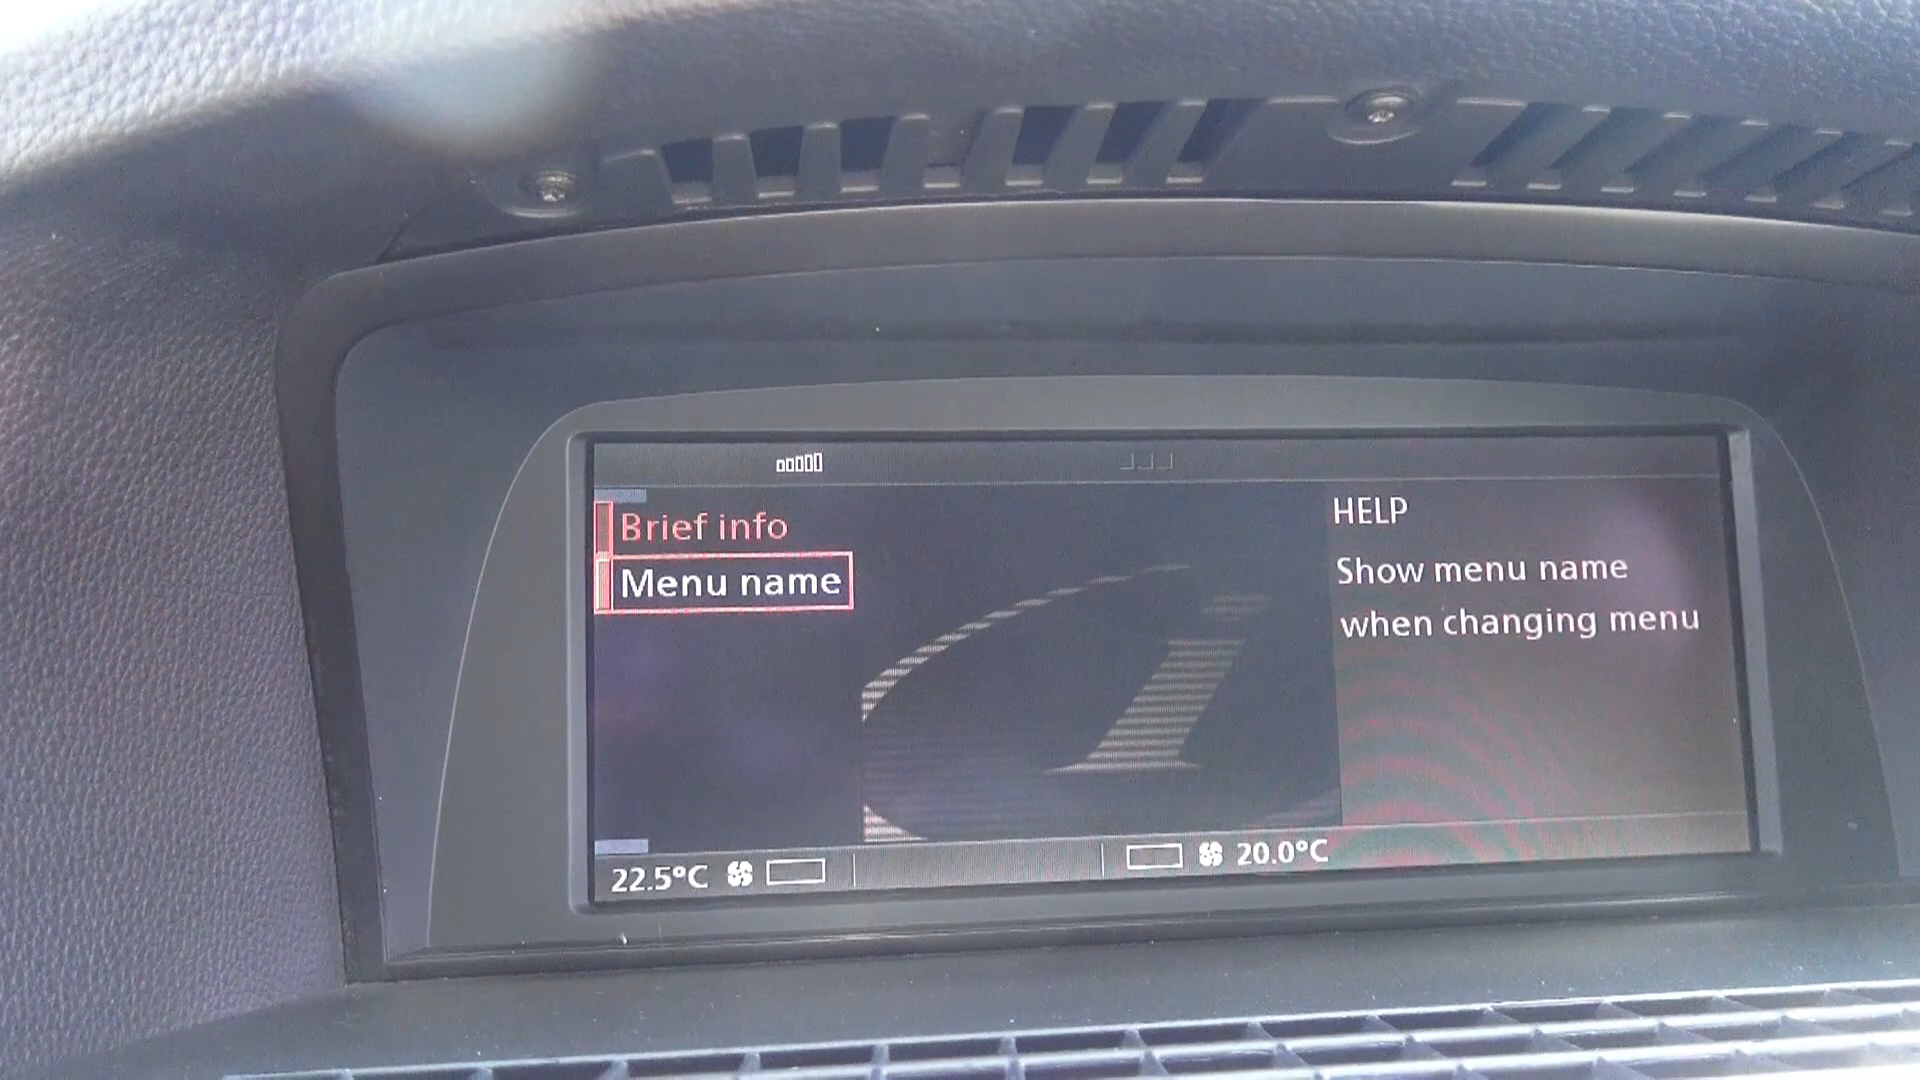 Brief info
Menu name
HELP
Show menu name
when changing menu
22.5°C
20.0°C